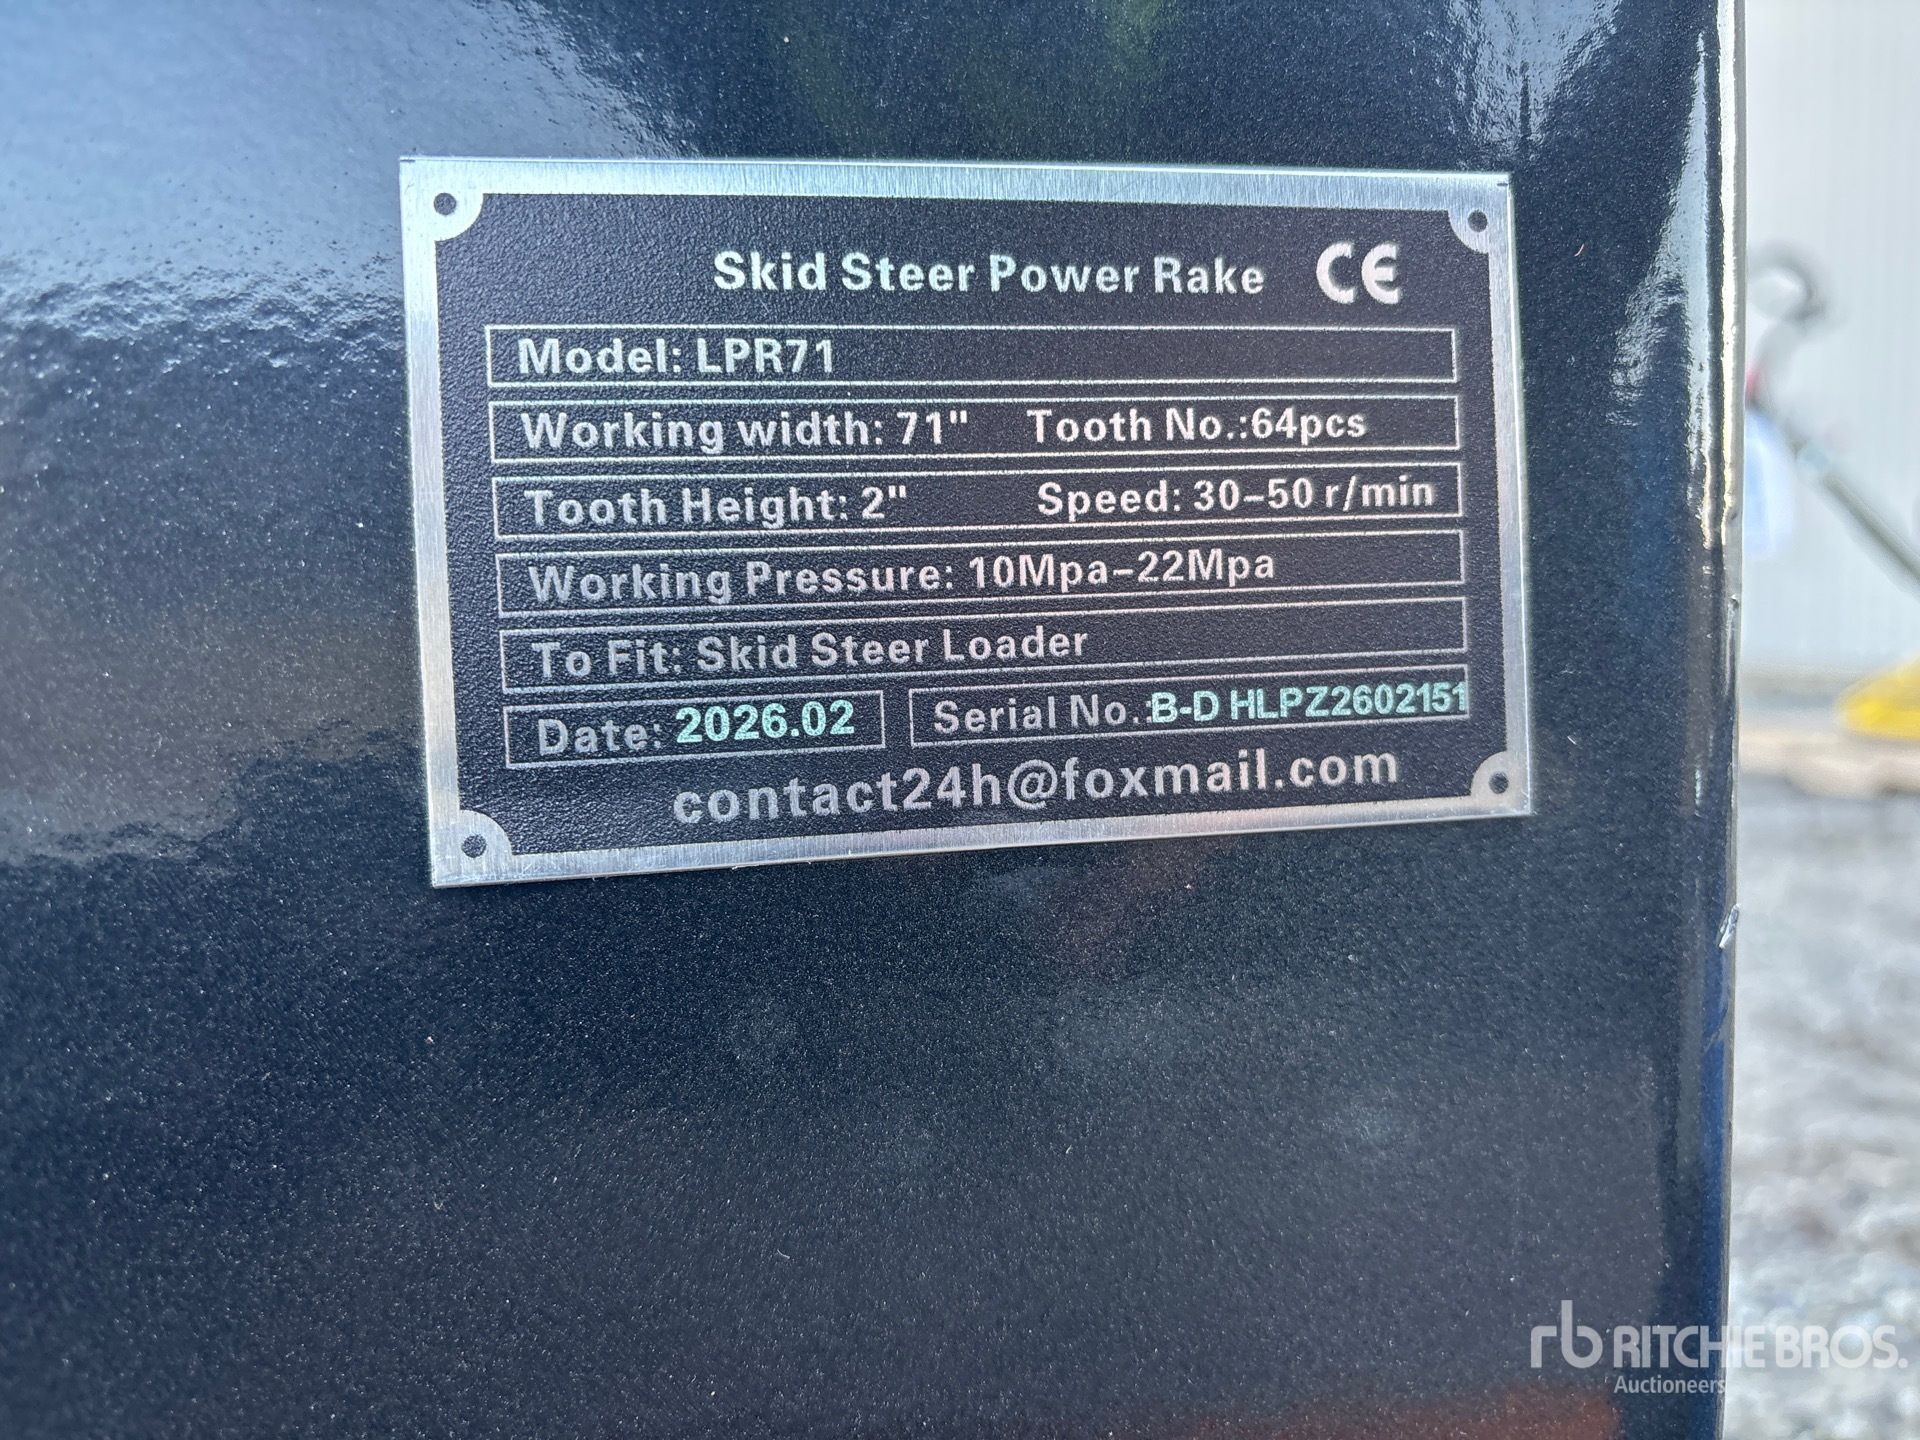 Skid Steer Power Rake CE
Model: LPR71
Working width: 71" Tooth No.:64pcs
Tooth Height: 2" Speed: 30-50 r/min
Working Pressure: 10Mpa-22Mpa
To Fit: Skid Steer Loader
Date: 2026.02 Serial No.:B-D HLPZ2602151
contact24h@foxmail.com
rb RITCHIE BROS.
Auctioneers